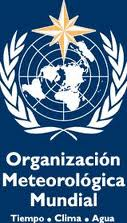 Organización
Meteorológica
Mundial
Tiempo • Clima • Agua